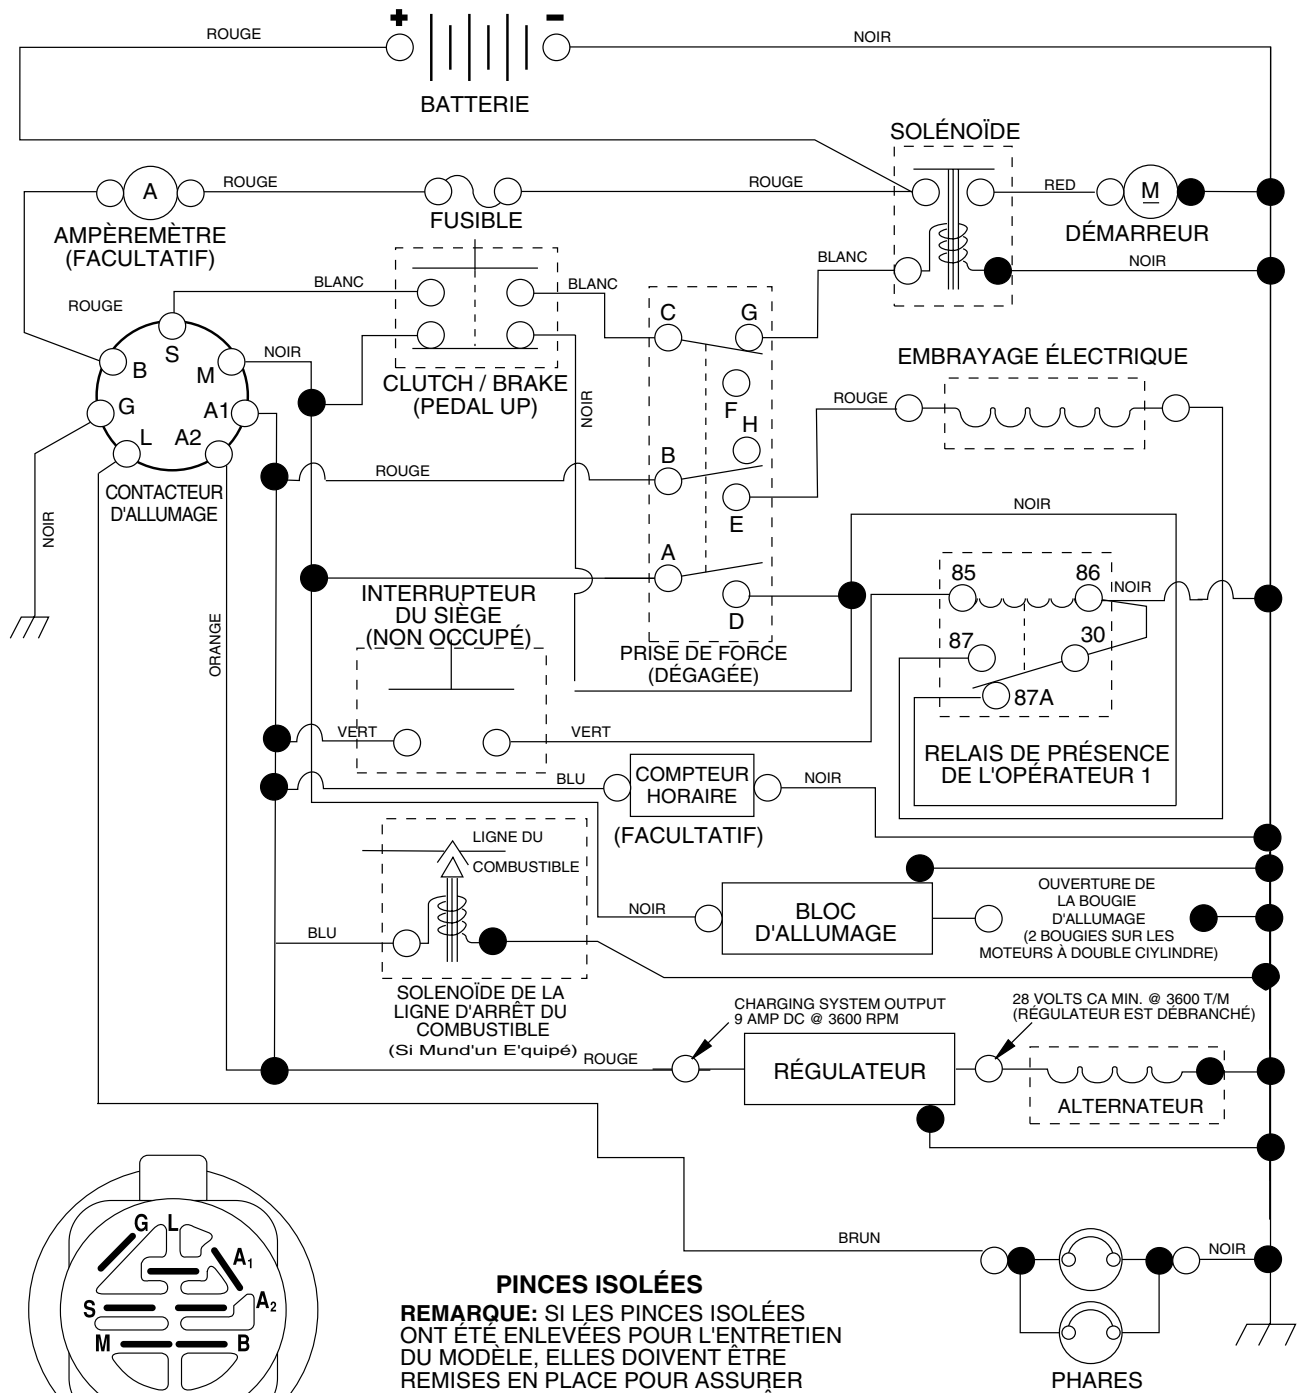 + −
ROUGE
NOIR
BATTERIE
SOLÉNOÏDE
A
ROUGE
ROUGE
RED
M
FUSIBLE
AMPÈREMÈTRE
(FACULTATIF)
DÉMARREUR
NOIR
BLANC
BLANC
BLANC
ROUGE
S
B
M
G
A1
L
A2
NOIR
CLUTCH / BRAKE
(PEDAL UP)
NOIR
C
G
F
H
B
E
A
D
EMBRAYAGE ÉLECTRIQUE
ROUGE
ROUGE
CONTACTEUR
D'ALLUMAGE
NOIR
NOIR
ORANGE
INTERRUPTEUR
DU SIÈGE
(NON OCCUPÉ)
PRISE DE FORCE
(DÉGAGÉE)
85
86
NOIR
87
30
87A
VERT
VERT
RELAIS DE PRÉSENCE
DE L'OPÉRATEUR 1
BLU
COMPTEUR
HORAIRE
NOIR
(FACULTATIF)
LIGNE DU
COMBUSTIBLE
BLU
NOIR
BLOC
D'ALLUMAGE
OUVERTURE DE
LA BOUGIE
D'ALLUMAGE
(2 BOUGIES SUR LES
MOTEURS À DOUBLE CIYLINDRE)
SOLENOÏDE DE LA
LIGNE D'ARRÊT DU
COMBUSTIBLE
(Si Mund'un E'quipé)
CHARGING SYSTEM OUTPUT
9 AMP DC @ 3600 RPM
28 VOLTS CA MIN. @ 3600 T/M
(RÉGULATEUR EST DÉBRANCHÉ)
ROUGE
RÉGULATEUR
ALTERNATEUR
BRUN
NOIR
PHARES
G L
A1
S
A2
M
B
PINCES ISOLÉES
REMARQUE: SI LES PINCES ISOLÉES
ONT ÉTÉ ENLEVÉES POUR L'ENTRETIEN
DU MODÈLE, ELLES DOIVENT ÊTRE
REMISES EN PLACE POUR ASSURER